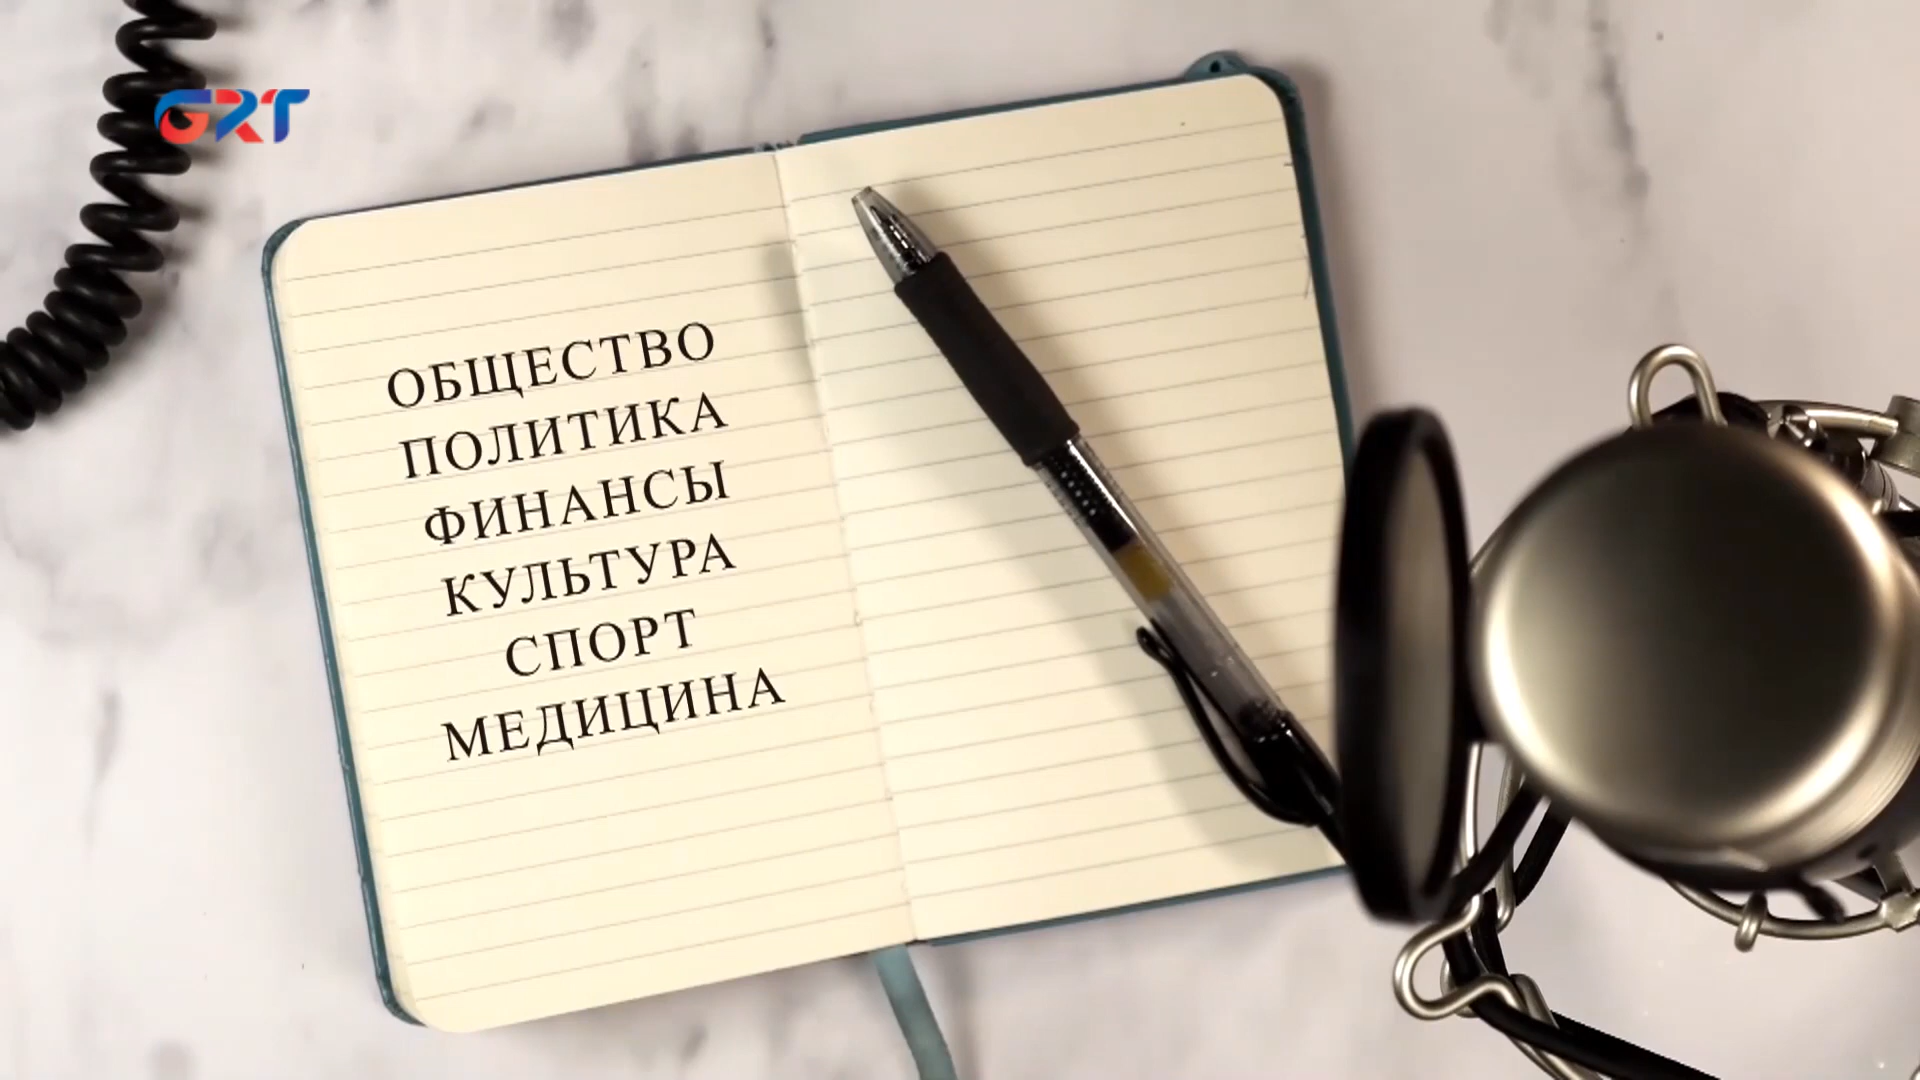 GRT
ОБЩЕСТВО
ПОЛИТИКА
ФИНАНСЫ
КУЛЬТУРА
СПОРТ
МЕДИЦИНА